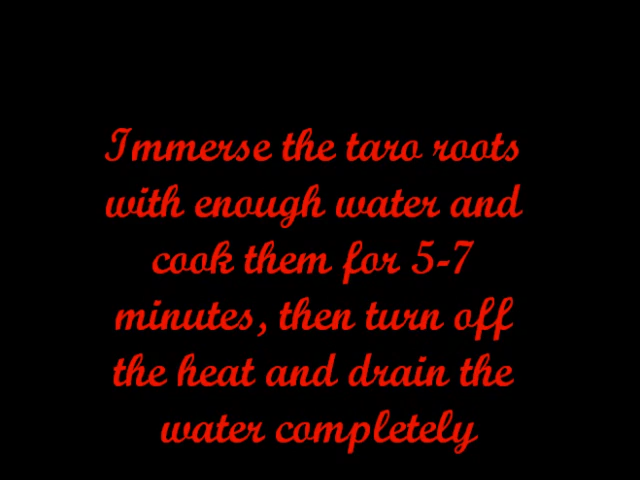 Immerse the taro roots
with enough water and
cook them for 5-7
minutes, then turn off
the heat and drain the
water completely